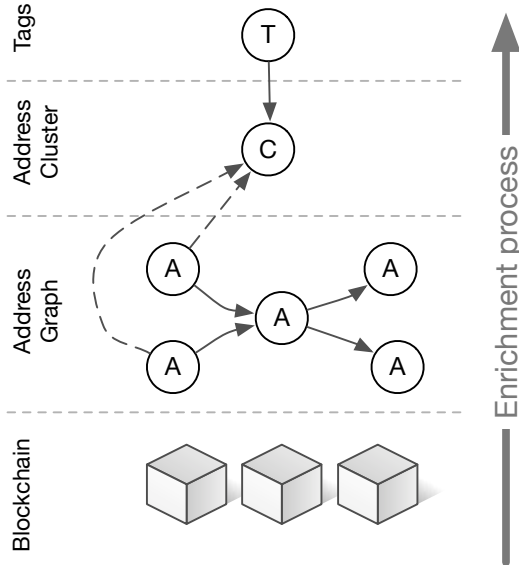 Tags
T
Address
Cluster
C
Address
Graph
A
A
A
A
A
Blockchain
Enrichment process